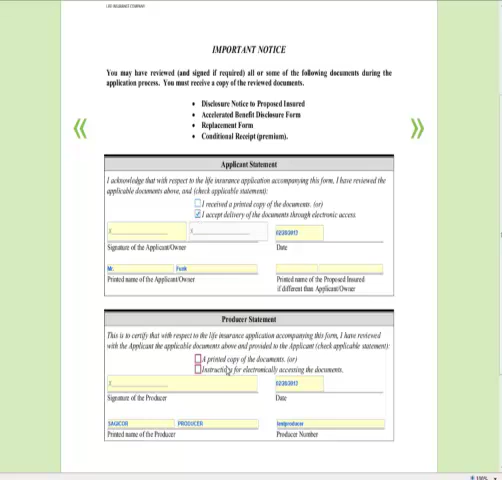 LIFE INSURANCE COMPANY
IMPORTANT NOTICE
You may have reviewed (and signed if required) all or some of the following documents during the
application process. You must receive a copy of the reviewed documents.
• Disclosure Notice to Proposed Insured
• Accelerated Benefit Disclosure Form
• Replacement Form
• Conditional Receipt (premium).
Applicant Statement
I acknowledge that with respect to the life insurance application accompanying this form, I have reviewed the
applicable documents above, and (check applicable statement):
I received a printed copy of the documents. (or)
I accept delivery of the documents through electronic access.
X X
Signature of the Applicant/Owner Date
Mr. Funk
Printed name of the Applicant/Owner Printed name of the Proposed Insured
if different than Applicant/Owner
Producer Statement
This is to certify that with respect to the life insurance application accompanying this form, I have reviewed
with the Applicant the applicable documents above and provided to the Applicant (check applicable statement):
A printed copy of the documents. (or)
Instructions for electronically accessing the documents.
X
Signature of the Producer Date
SAGICOR PRODUCER testproducer
Printed name of the Producer Producer Number
100%